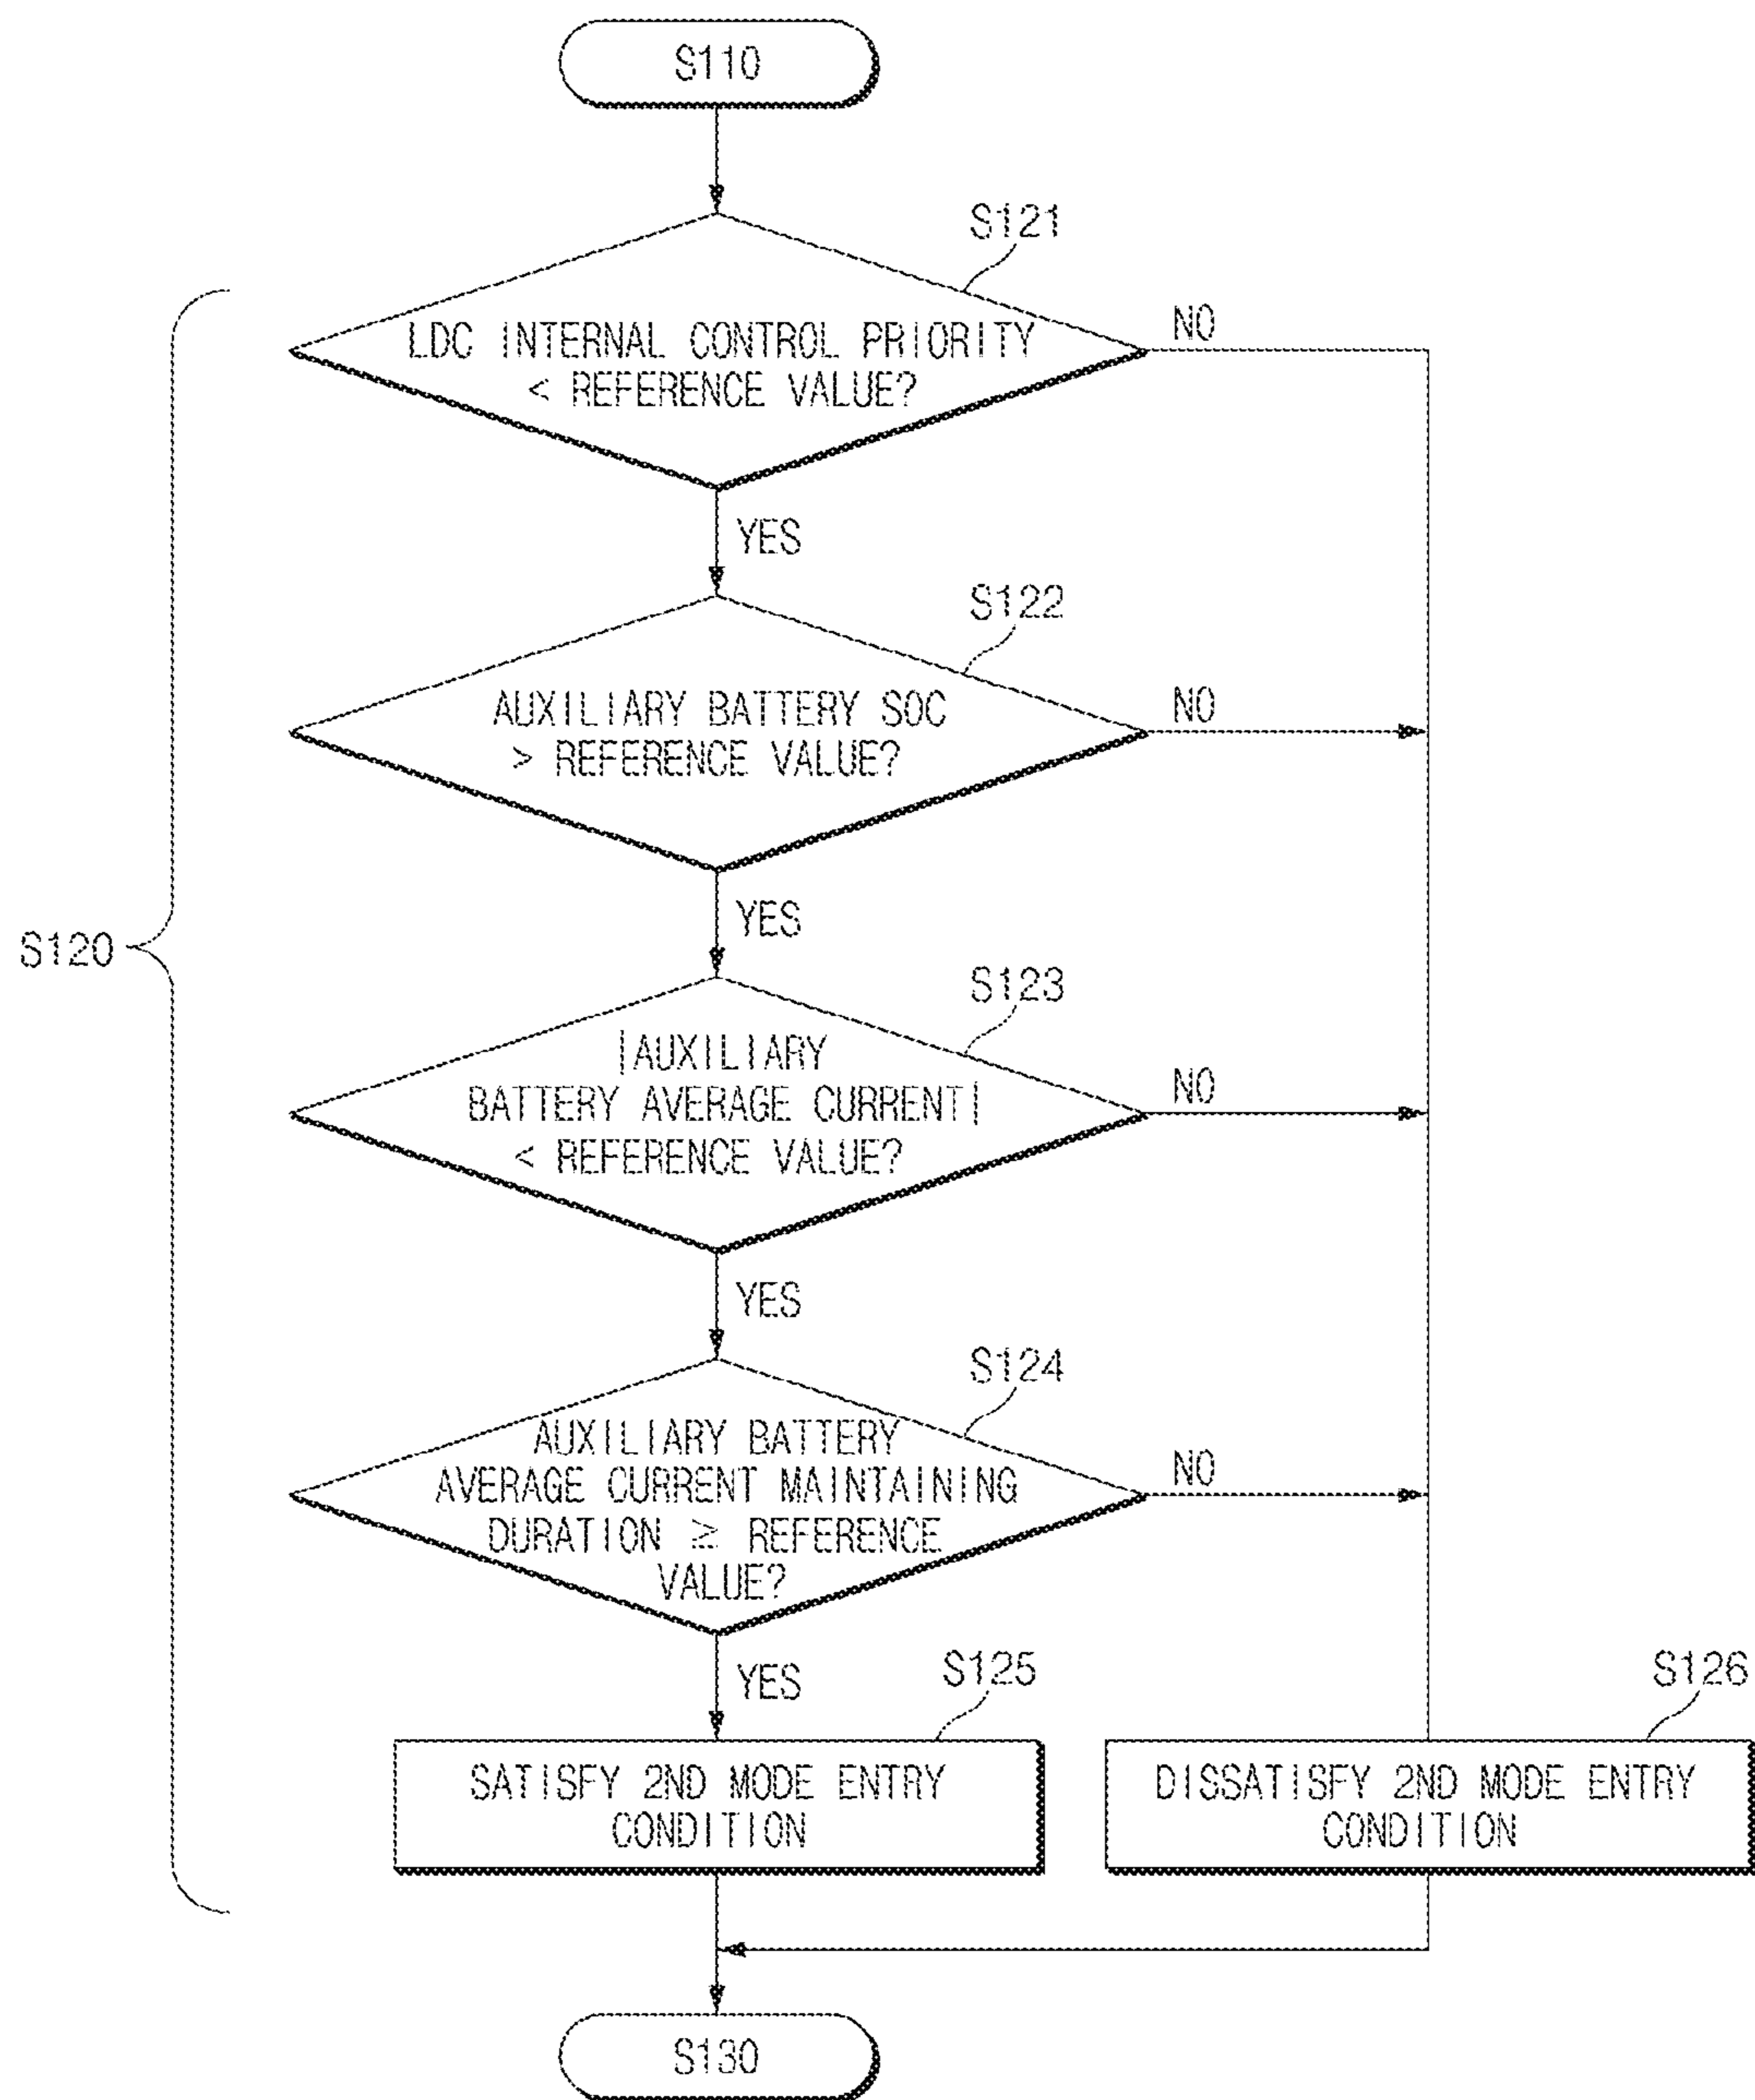 S110
S121
LDC INTERNAL CONTROL PRIORITY
< REFERENCE VALUE?
NO
YES
S122
AUXILIARY BATTERY SOC
> REFERENCE VALUE?
NO
YES
S120
S123
|AUXILIARY
BATTERY AVERAGE CURRENT|
< REFERENCE VALUE?
NO
YES
S124
AUXILIARY BATTERY
AVERAGE CURRENT MAINTAINING
DURATION ≥ REFERENCE
VALUE?
NO
YES
S125
S126
SATISFY 2ND MODE ENTRY
CONDITION
DISSATISFY 2ND MODE ENTRY
CONDITION
S130